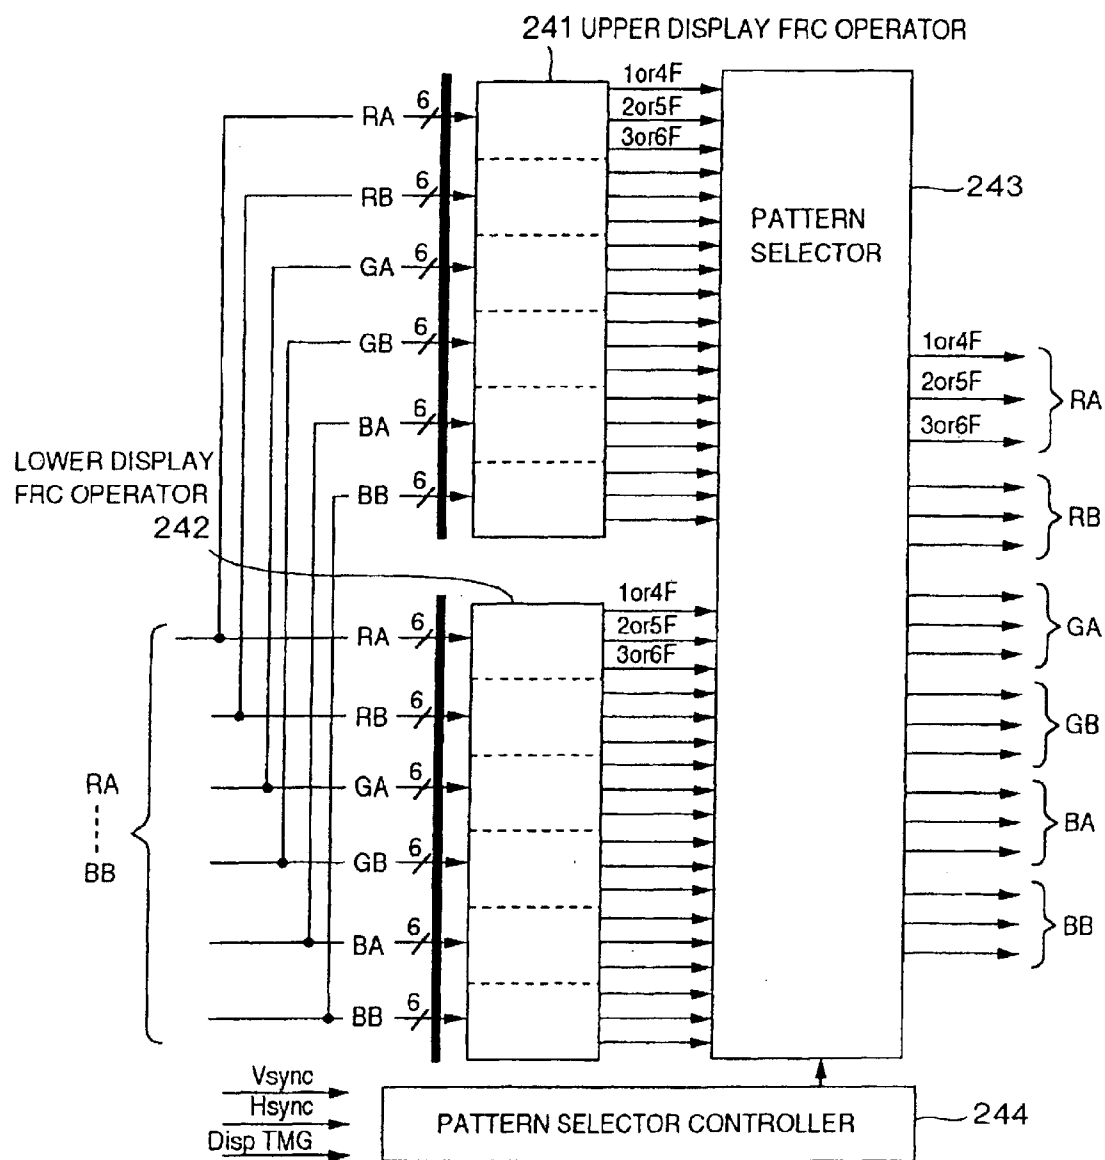 241 UPPER DISPLAY FRC OPERATOR
1or4F
2or5F
3or6F
RA 6
RB 6
GA 6
GB 6
BA 6
BB 6
PATTERN
SELECTOR
243
1or4F
2or5F
3or6F
RA
RB
GA
GB
BA
BB
LOWER DISPLAY
FRC OPERATOR
242
1or4F
2or5F
3or6F
RA 6
RB 6
GA 6
GB 6
BA 6
BB 6
RA
BB
Vsync
Hsync
Disp TMG
PATTERN SELECTOR CONTROLLER
244